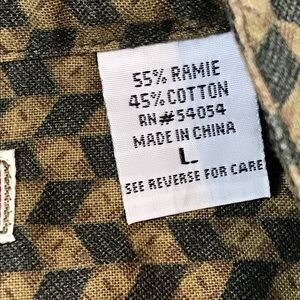 55% RAMIE
45% COTTON
RN#54054
MADE IN CHINA
L
SEE REVERSE FOR CARE